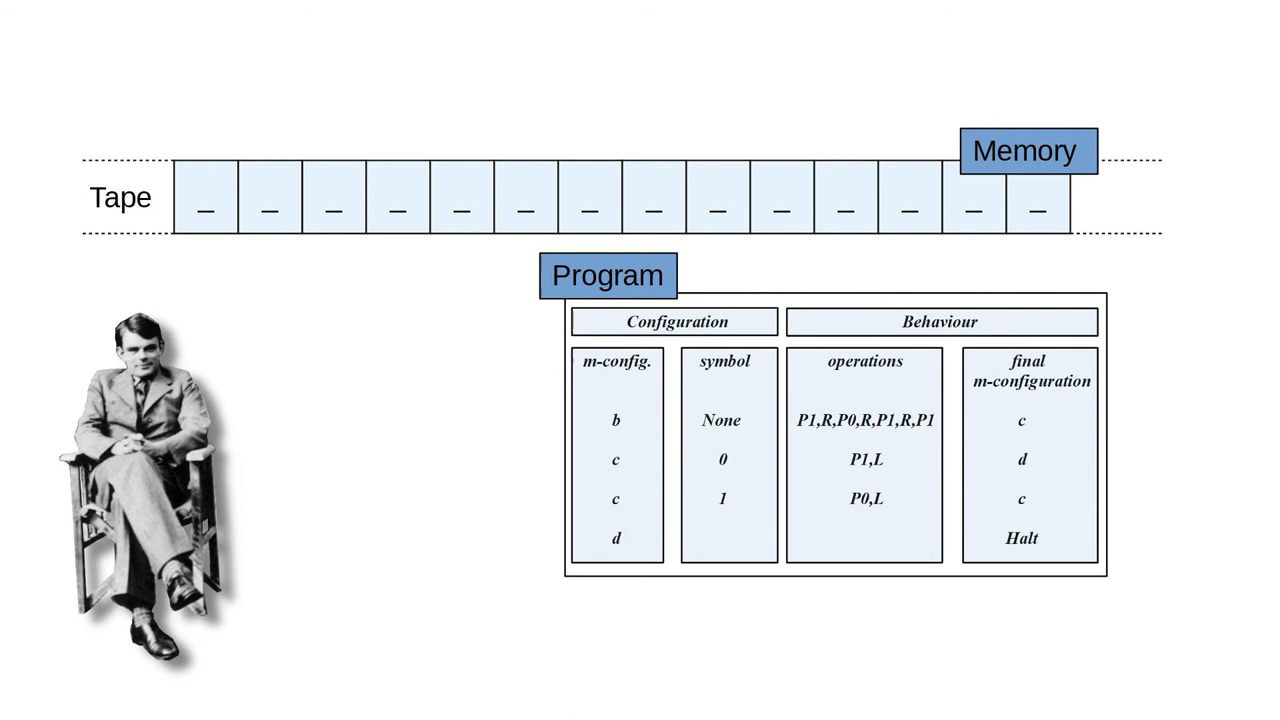 Memory
Tape
_ _ _ _ _ _ _ _ _ _ _ _ _ _
Program
Configuration Behaviour
m-config. symbol operations final
m-configuration
b None P1,R,P0,R,P1,R,P1 c
c 0 P1,L d
c 1 P0,L c
d Halt